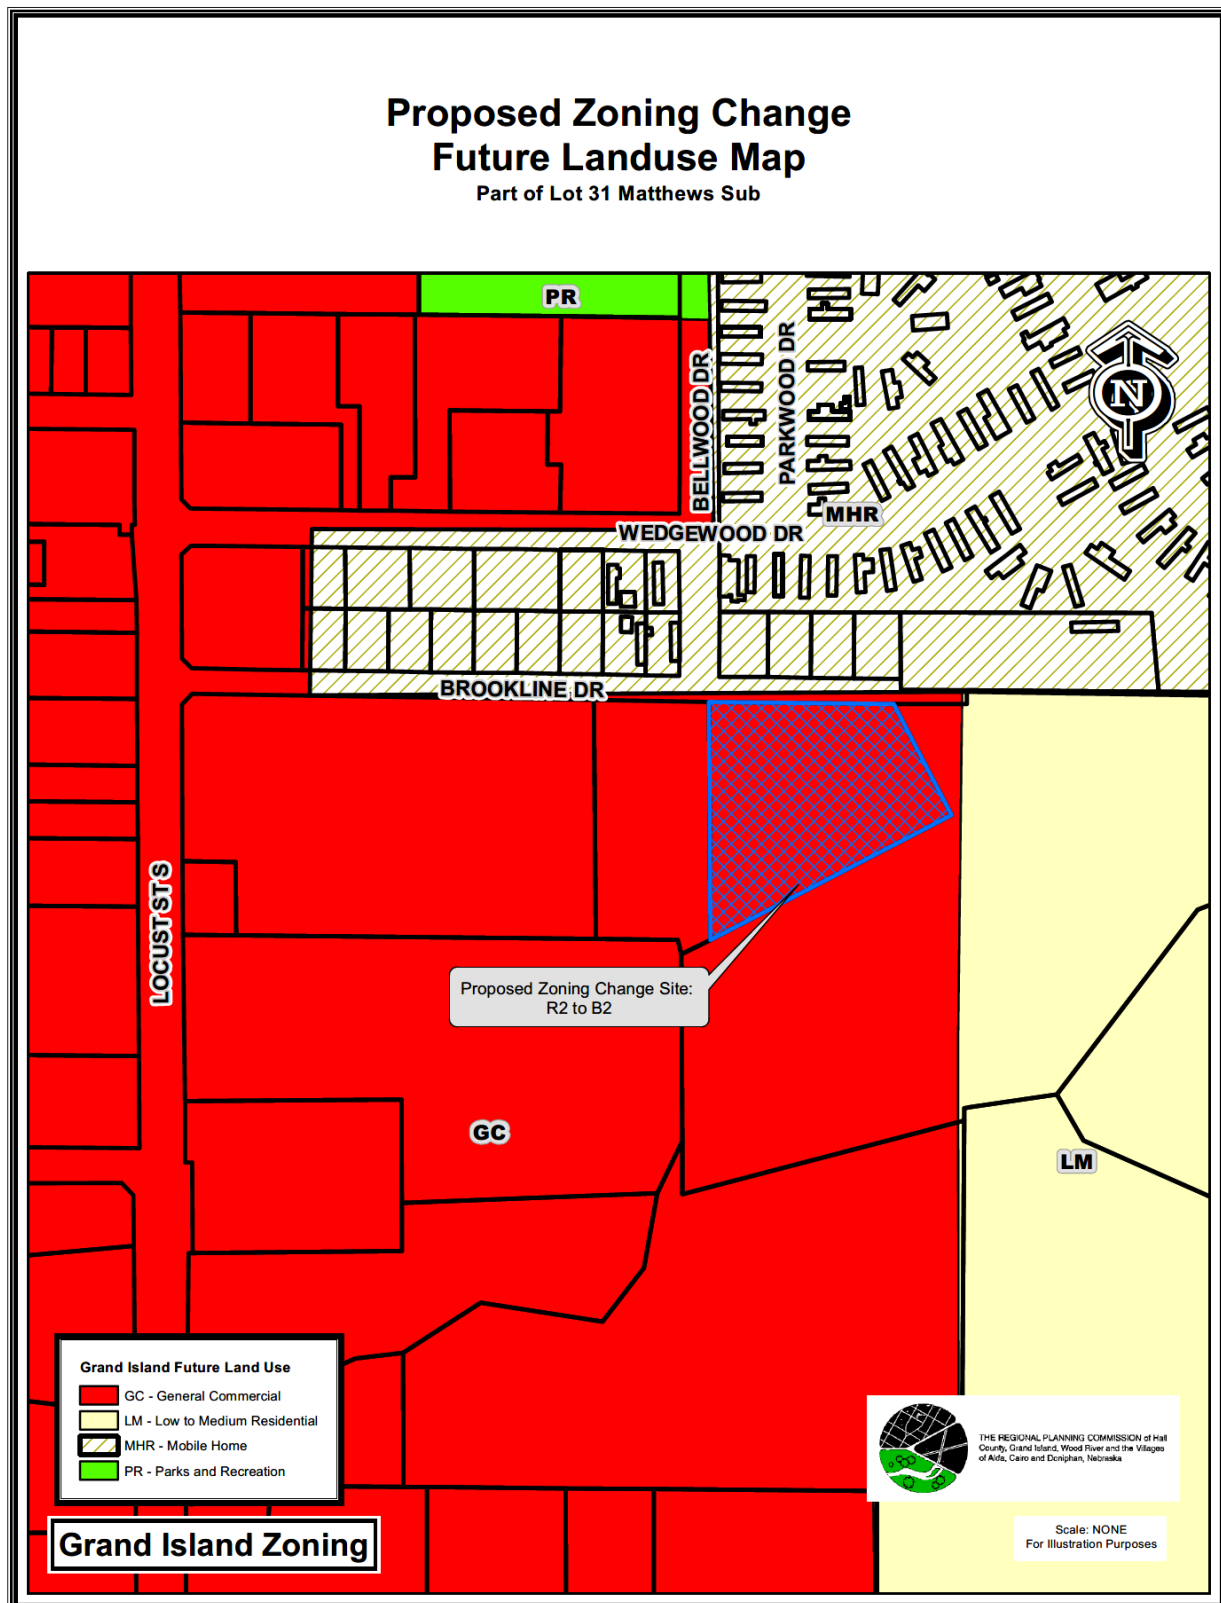 Proposed Zoning Change
Future Landuse Map
Part of Lot 31 Matthews Sub
PR
BELLWOOD DR
PARKWOOD DR
N
MHR
WEDGEWOOD DR
BROOKLINE DR
LOCUST ST S
Proposed Zoning Change Site:
R2 to B2
GC
LM
Grand Island Future Land Use
GC - General Commercial
LM - Low to Medium Residential
MHR - Mobile Home
PR - Parks and Recreation
THE REGIONAL PLANNING COMMISSION of Hall
County, Grand Island, Wood River and the Villages
of Alda, Cairo and Doniphan, Nebraska
Grand Island Zoning
Scale: NONE
For Illustration Purposes